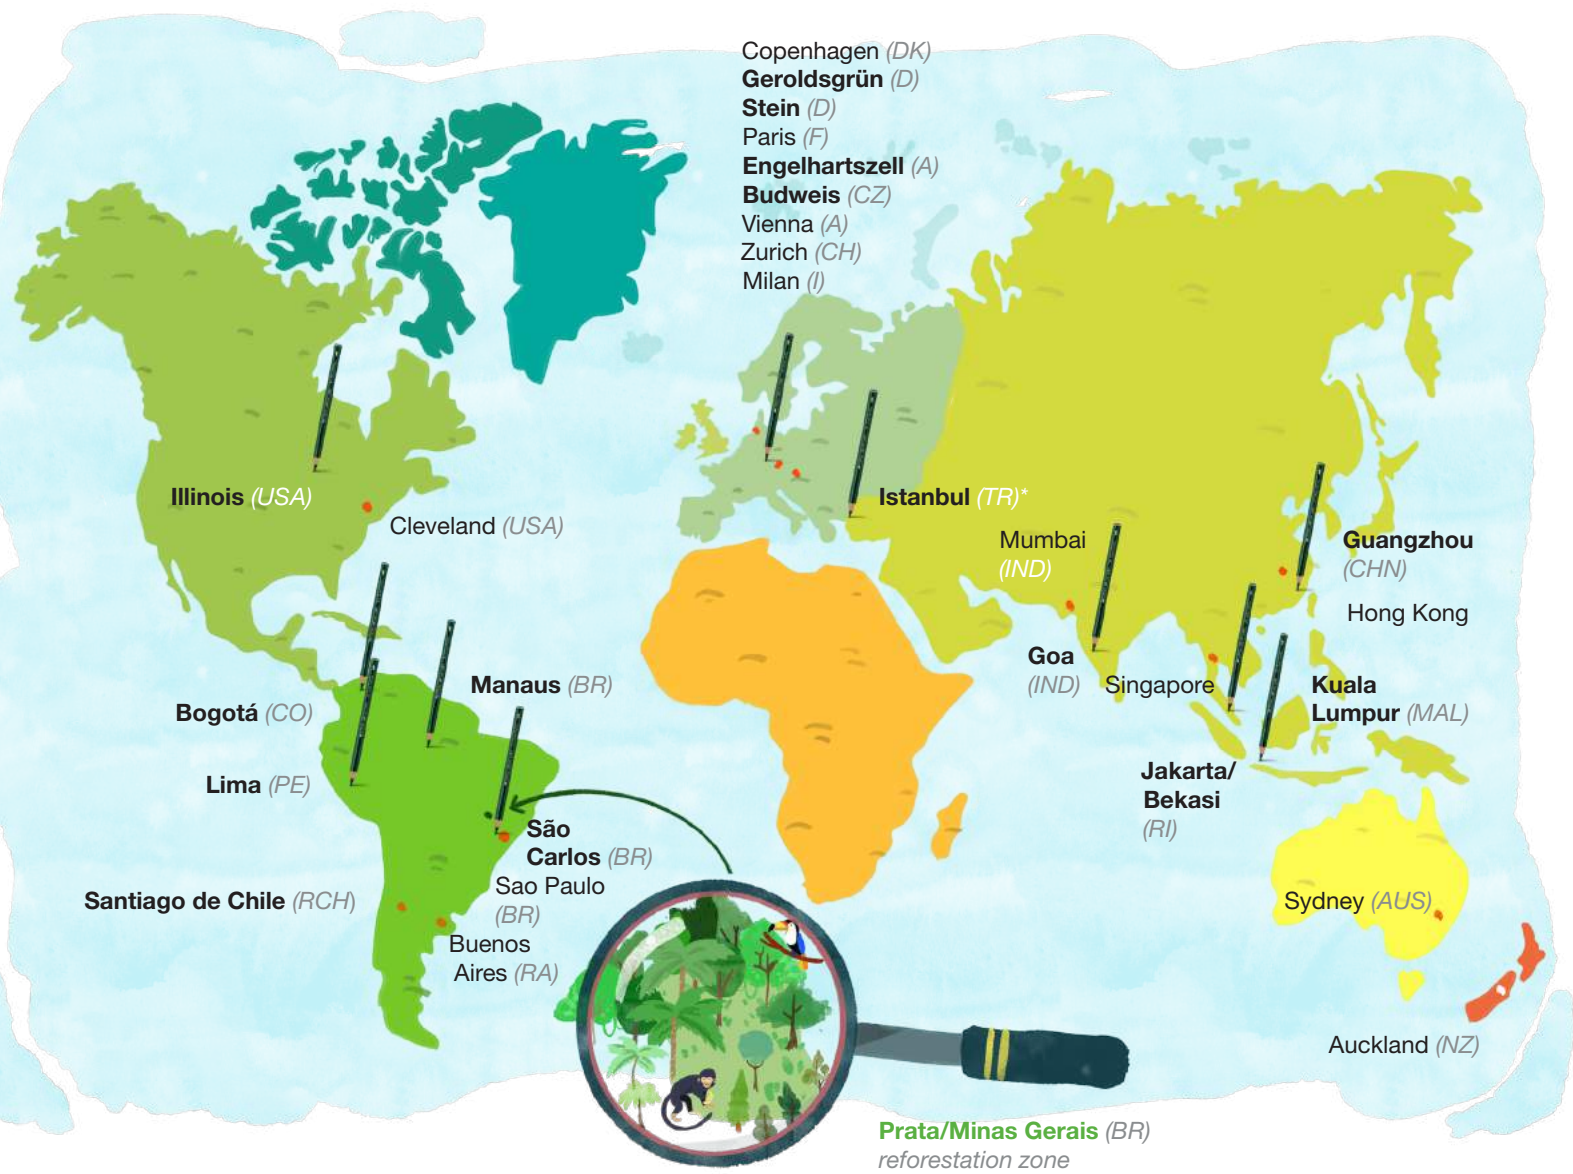 Copenhagen (DK)
Geroldsgrün (D)
Stein (D)
Paris (F)
Engelhartszell (A)
Budweis (CZ)
Vienna (A)
Zurich (CH)
Milan (I)
Illinois (USA)
Cleveland (USA)
Istanbul (TR)*
Mumbai
(IND)
Guangzhou
(CHN)
Hong Kong
Goa
(IND)
Singapore
Kuala
Lumpur (MAL)
Manaus (BR)
Bogotá (CO)
Lima (PE)
Jakarta/
Bekasi
(RI)
São
Carlos (BR)
Sao Paulo
(BR)
Santiago de Chile (RCH)
Buenos
Aires (RA)
Sydney (AUS)
Auckland (NZ)
Prata/Minas Gerais (BR)
reforestation zone